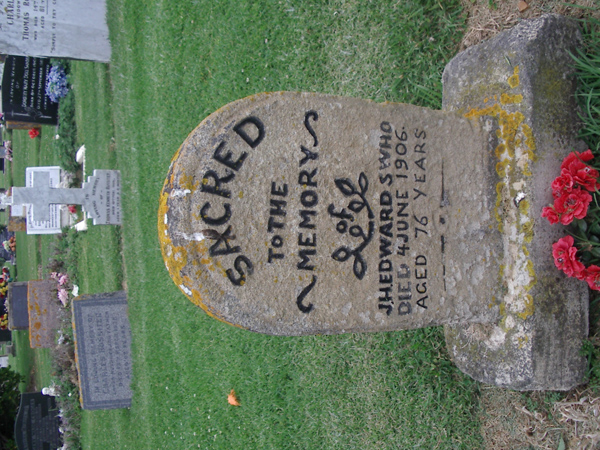 SACRED
TO THE
~MEMORY~
of
J.H.EDWARDS WHO
DIED 4 JUNE 1906.
AGED 76 YEARS